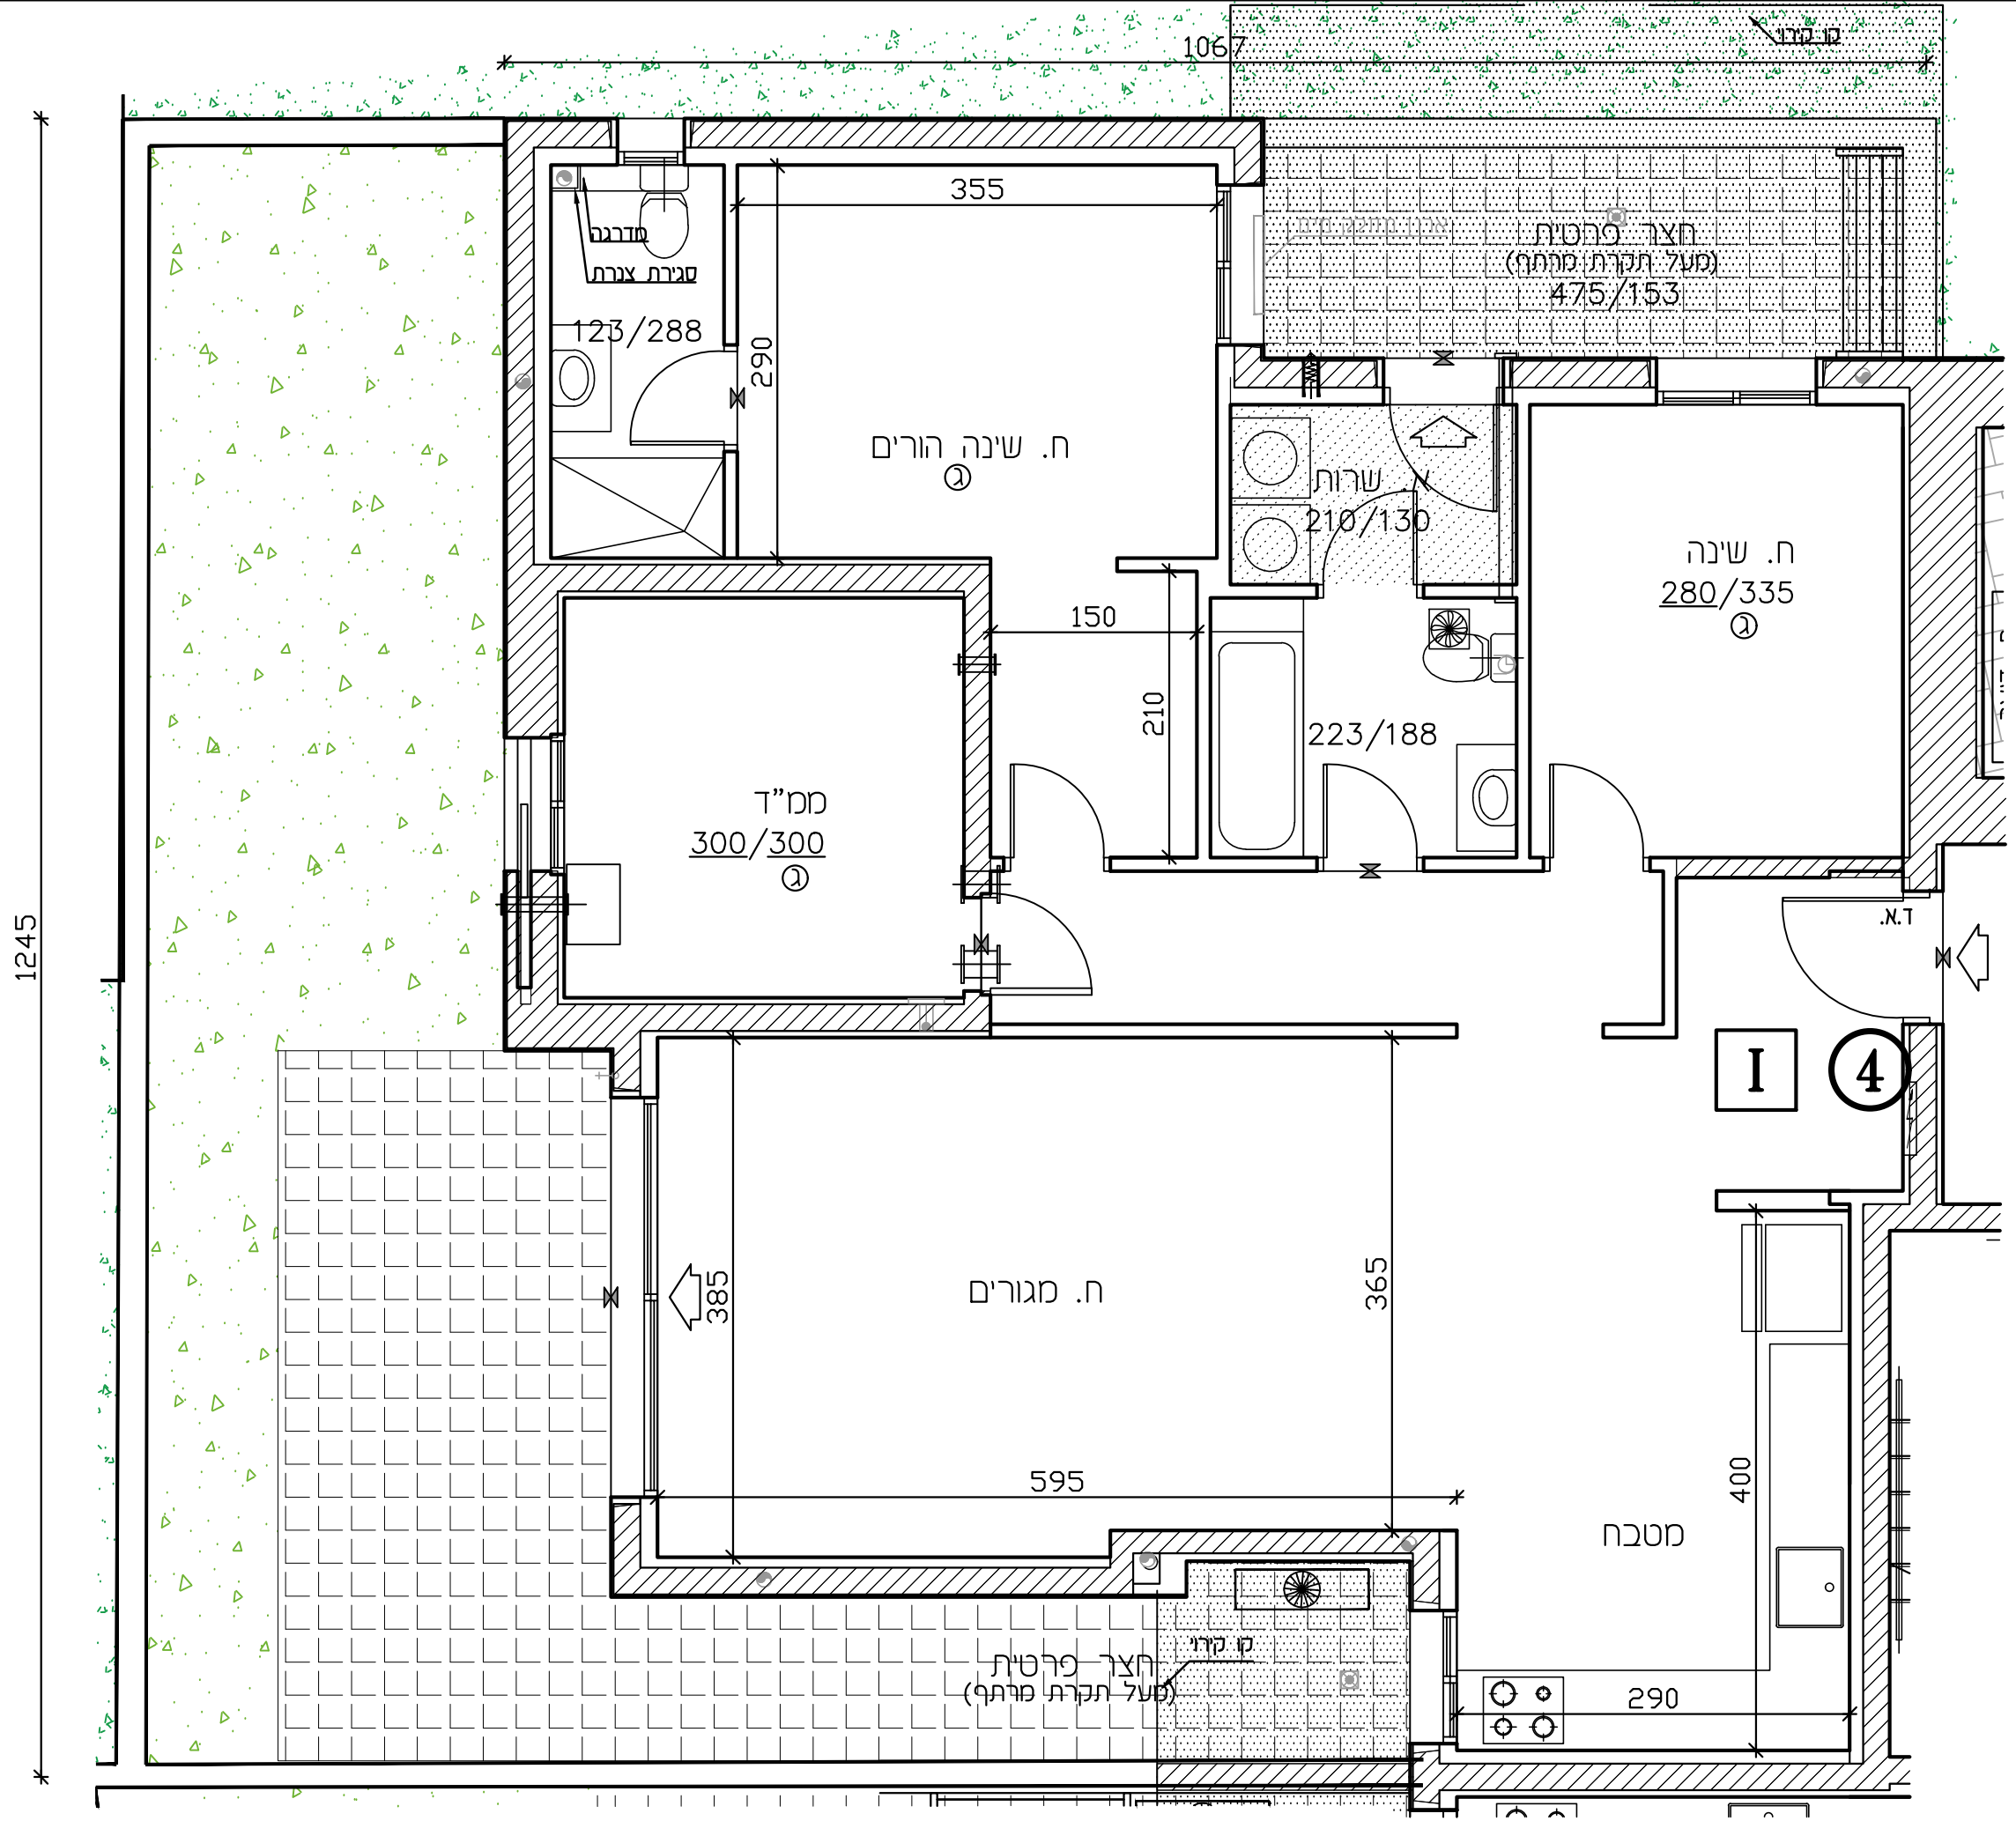 קו קירוי
1067
355
מדרגה
סגירת צנרת
123/288
290
ח. שינה הורים
ג
חצר פרטית
(מעל תקרת מרתף)
475/153
ח. שרות
210/130
ח. שינה
280/335
ג
150
210
223/188
ממ"ד
300/300
ג
1245
ד.א.
I
4
385
ח. מגורים
365
595
400
מטבח
290
קו קירוי
חצר פרטית
(מעל תקרת מרתף)